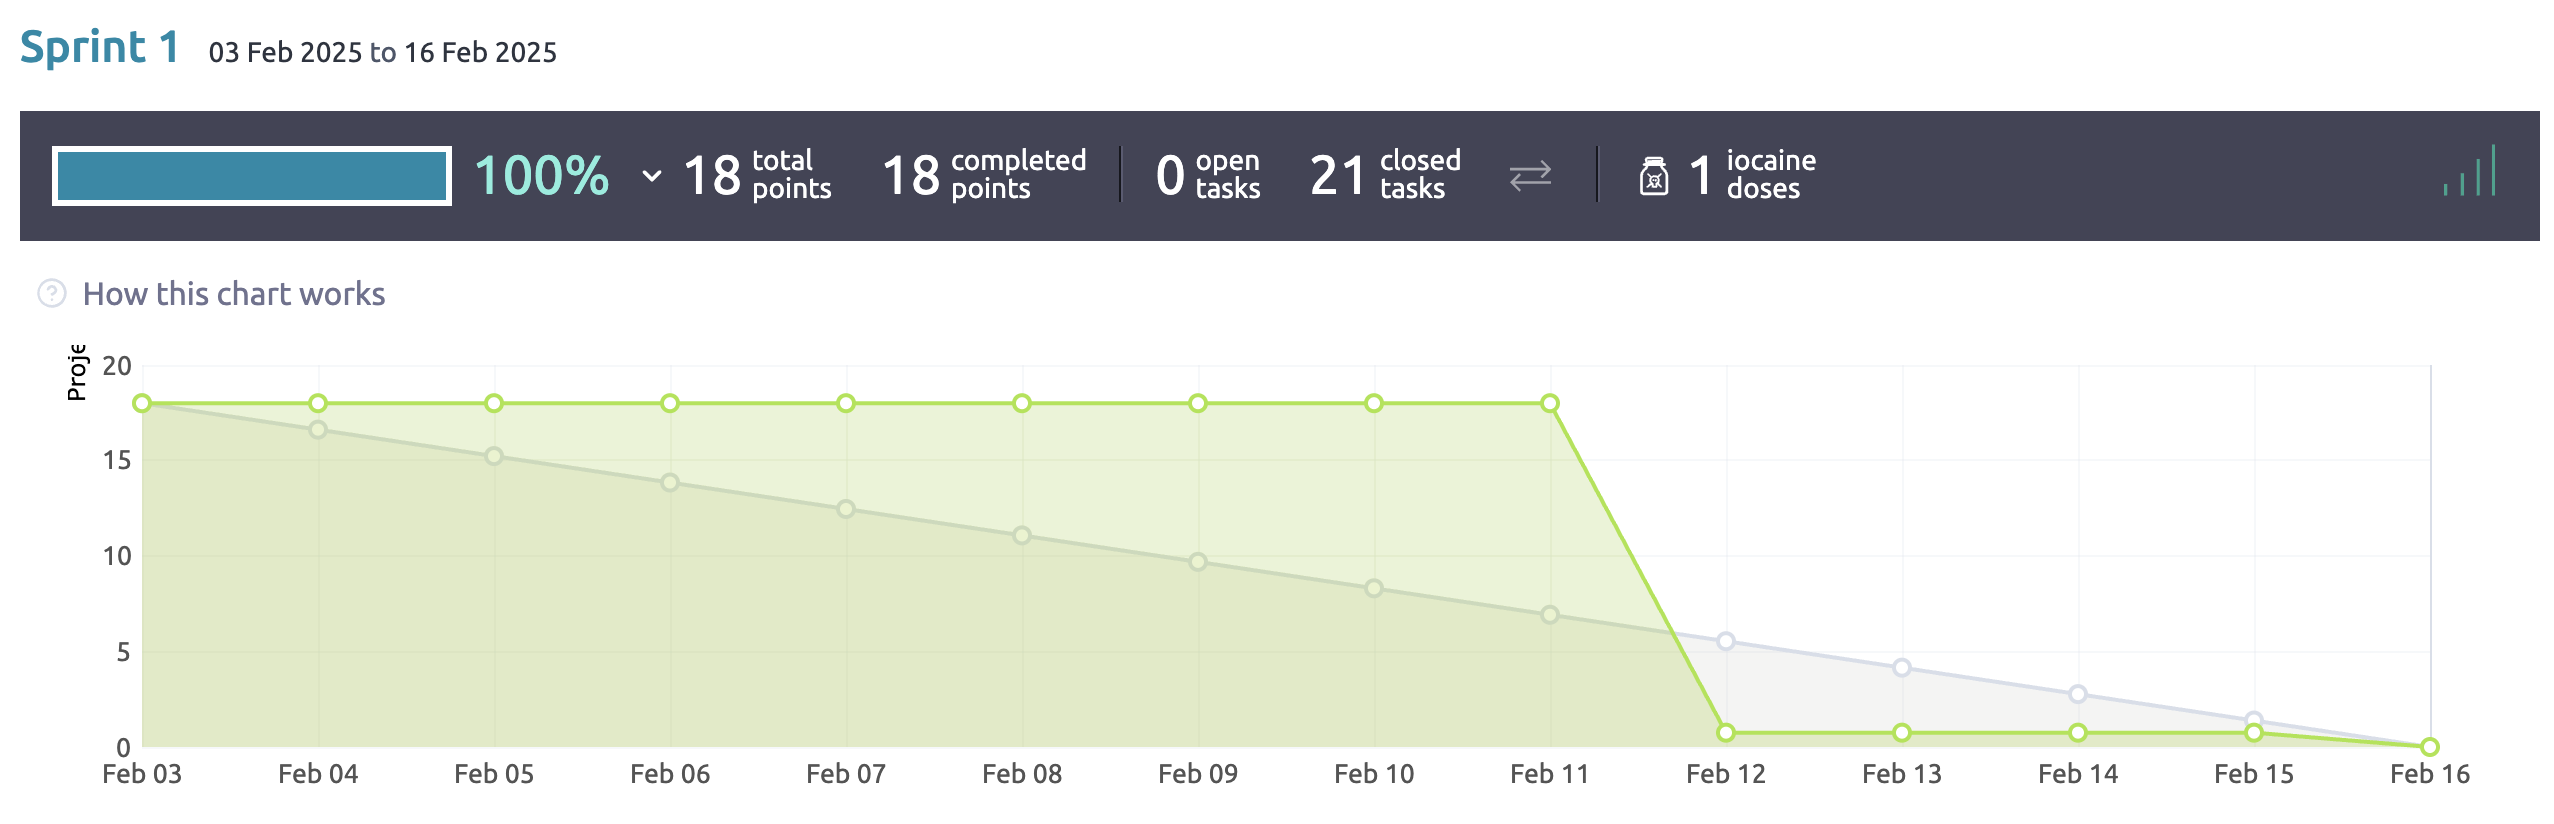 Sprint 1 03 Feb 2025 to 16 Feb 2025
100% 18 total points 18 completed points 0 open tasks 21 closed tasks 1 iocaine doses
How this chart works
20
15
10
5
0
Feb 03 Feb 04 Feb 05 Feb 06 Feb 07 Feb 08 Feb 09 Feb 10 Feb 11 Feb 12 Feb 13 Feb 14 Feb 15 Feb 16